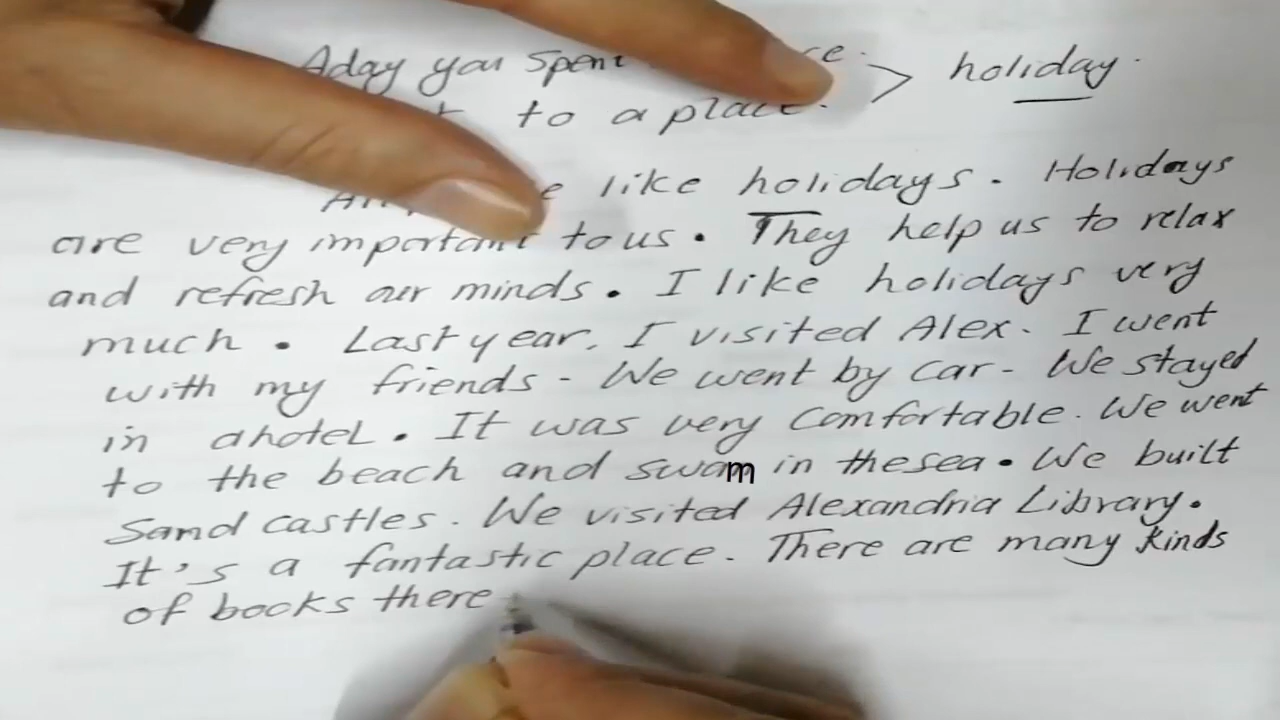 A day you spent
holiday.
to a place.
like holidays. Holidays
are very important to us. They help us to relax
and refresh our minds. I like holidays very
much. Last year, I visited Alex. I went
with my friends - We went by car - We stayed
in a hotel. It was very comfortable. We went
to the beach and swam in the sea. We built
Sand castles. We visited Alexandria Library.
It's a fantastic place. There are many kinds
of books there